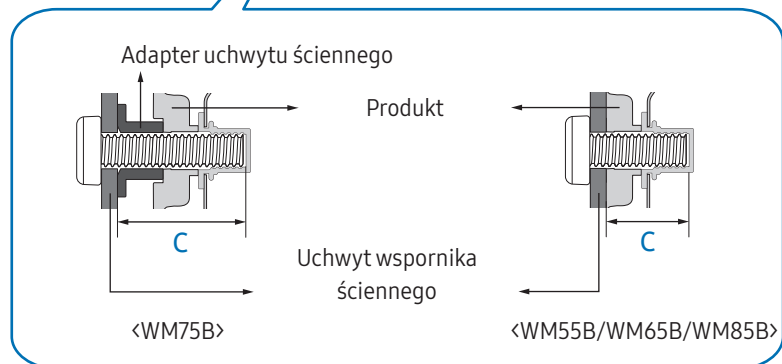 Adapter uchwytu ściennego
Produkt
C
C
Uchwyt wspornika
ściennego
<WM75B>
<WM55B/WM65B/WM85B>